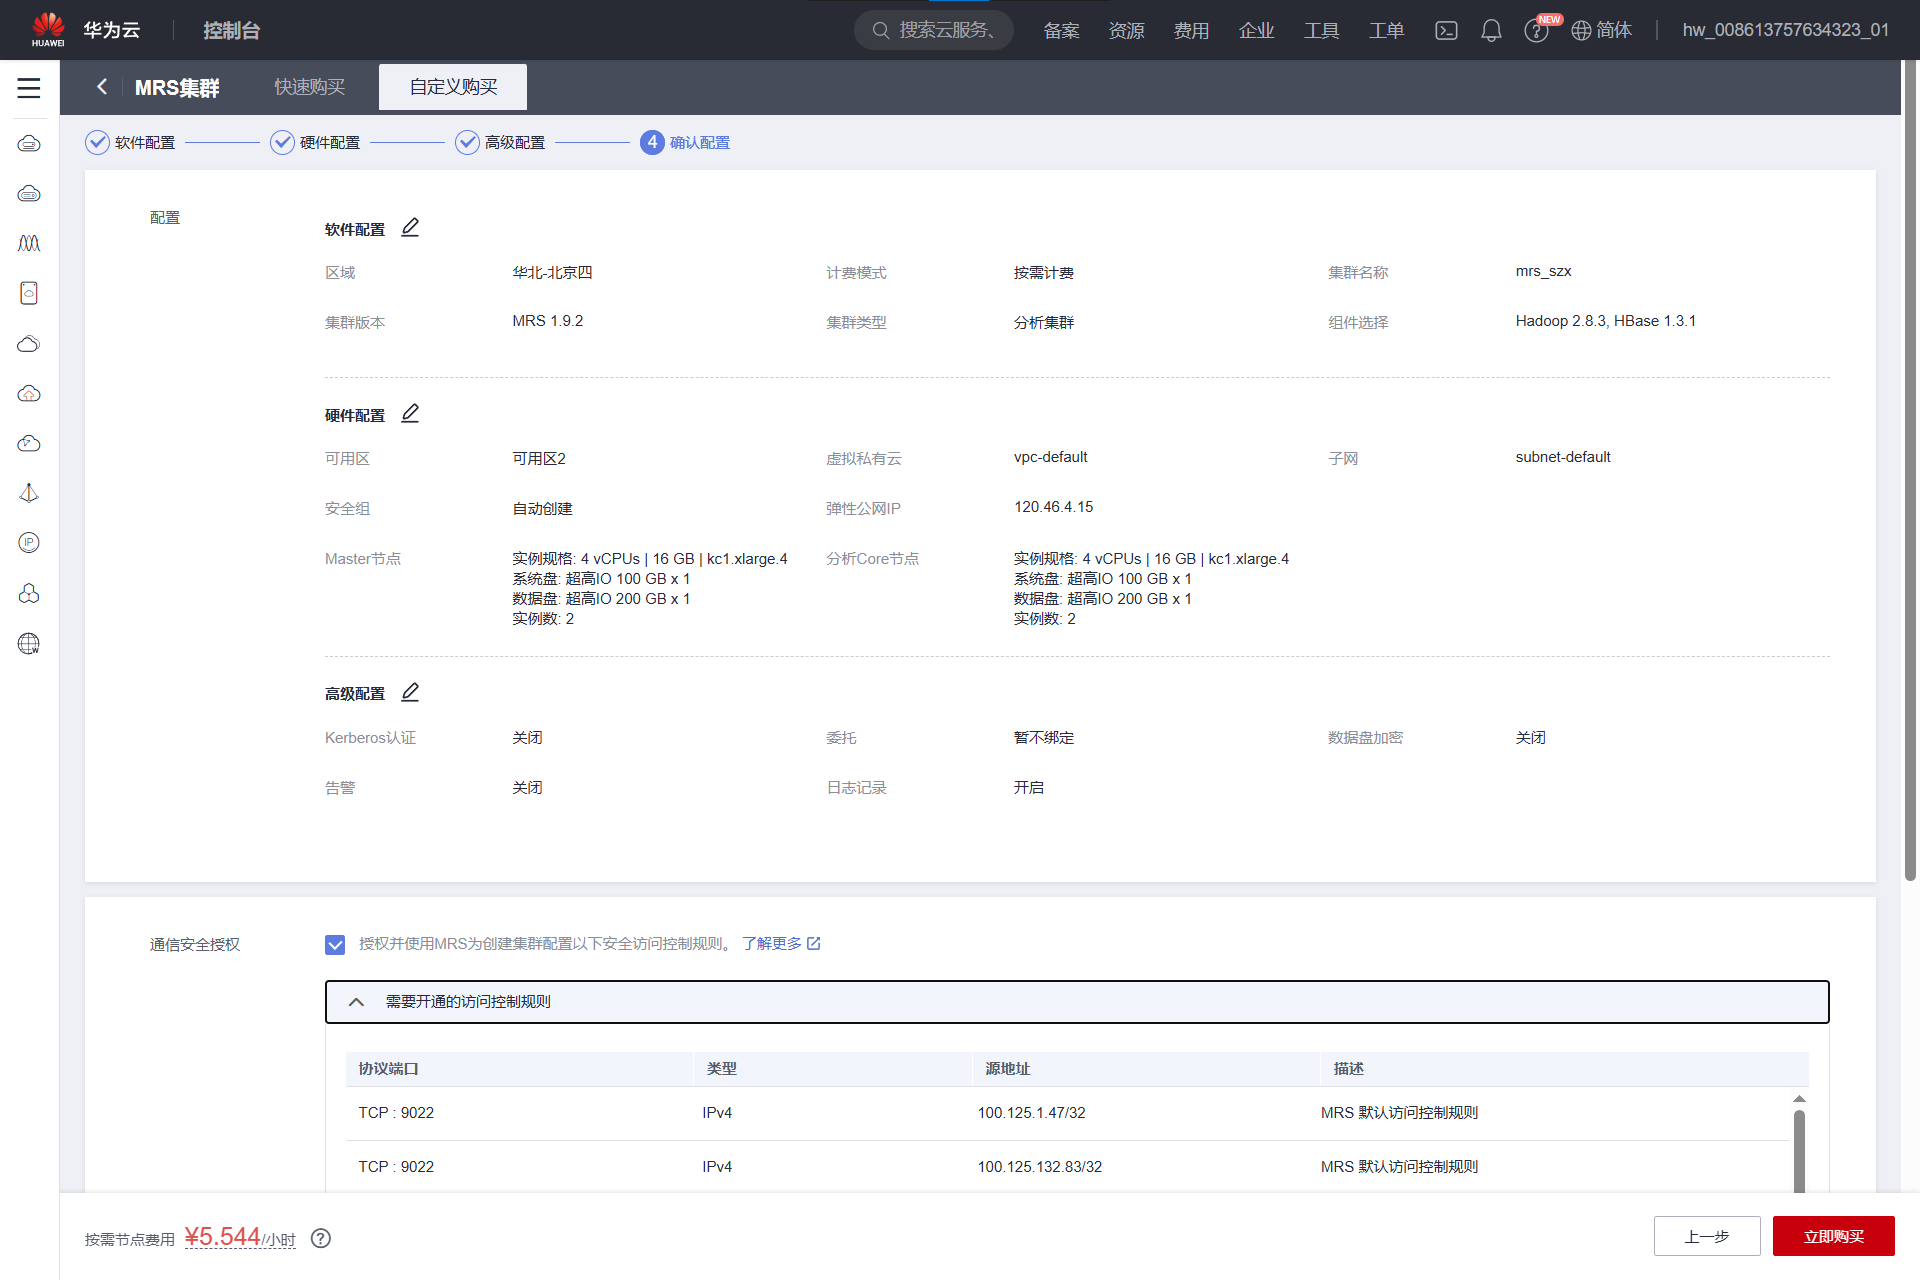 HUAWEI
华为云
控制台
搜索云服务、
备案
资源
费用
企业
工具
工单
NEW
简体
hw_008613757634323_01
MRS集群
快速购买
自定义购买
软件配置
硬件配置
高级配置
4 确认配置
配置
软件配置
区域 华北-北京四 计费模式 按需计费 集群名称 mrs_szx
集群版本 MRS 1.9.2 集群类型 分析集群 组件选择 Hadoop 2.8.3, HBase 1.3.1
硬件配置
可用区 可用区2 虚拟私有云 vpc-default 子网 subnet-default
安全组 自动创建 弹性公网IP 120.46.4.15
Master节点 实例规格: 4 vCPUs | 16 GB | kc1.xlarge.4 分析Core节点 实例规格: 4 vCPUs | 16 GB | kc1.xlarge.4
系统盘: 超高IO 100 GB x 1 系统盘: 超高IO 100 GB x 1
数据盘: 超高IO 200 GB x 1 数据盘: 超高IO 200 GB x 1
实例数: 2 实例数: 2
高级配置
Kerberos认证 关闭 委托 暂不绑定 数据盘加密 关闭
告警 关闭 日志记录 开启
IP
W
通信安全授权 授权并使用MRS为创建集群配置以下安全访问控制规则。 了解更多
需要开通的访问控制规则
协议端口 类型 源地址 描述
TCP : 9022 IPv4 100.125.1.47/32 MRS 默认访问控制规则
TCP : 9022 IPv4 100.125.132.83/32 MRS 默认访问控制规则
按需节点费用 ¥5.544/小时 ?
上一步
立即购买